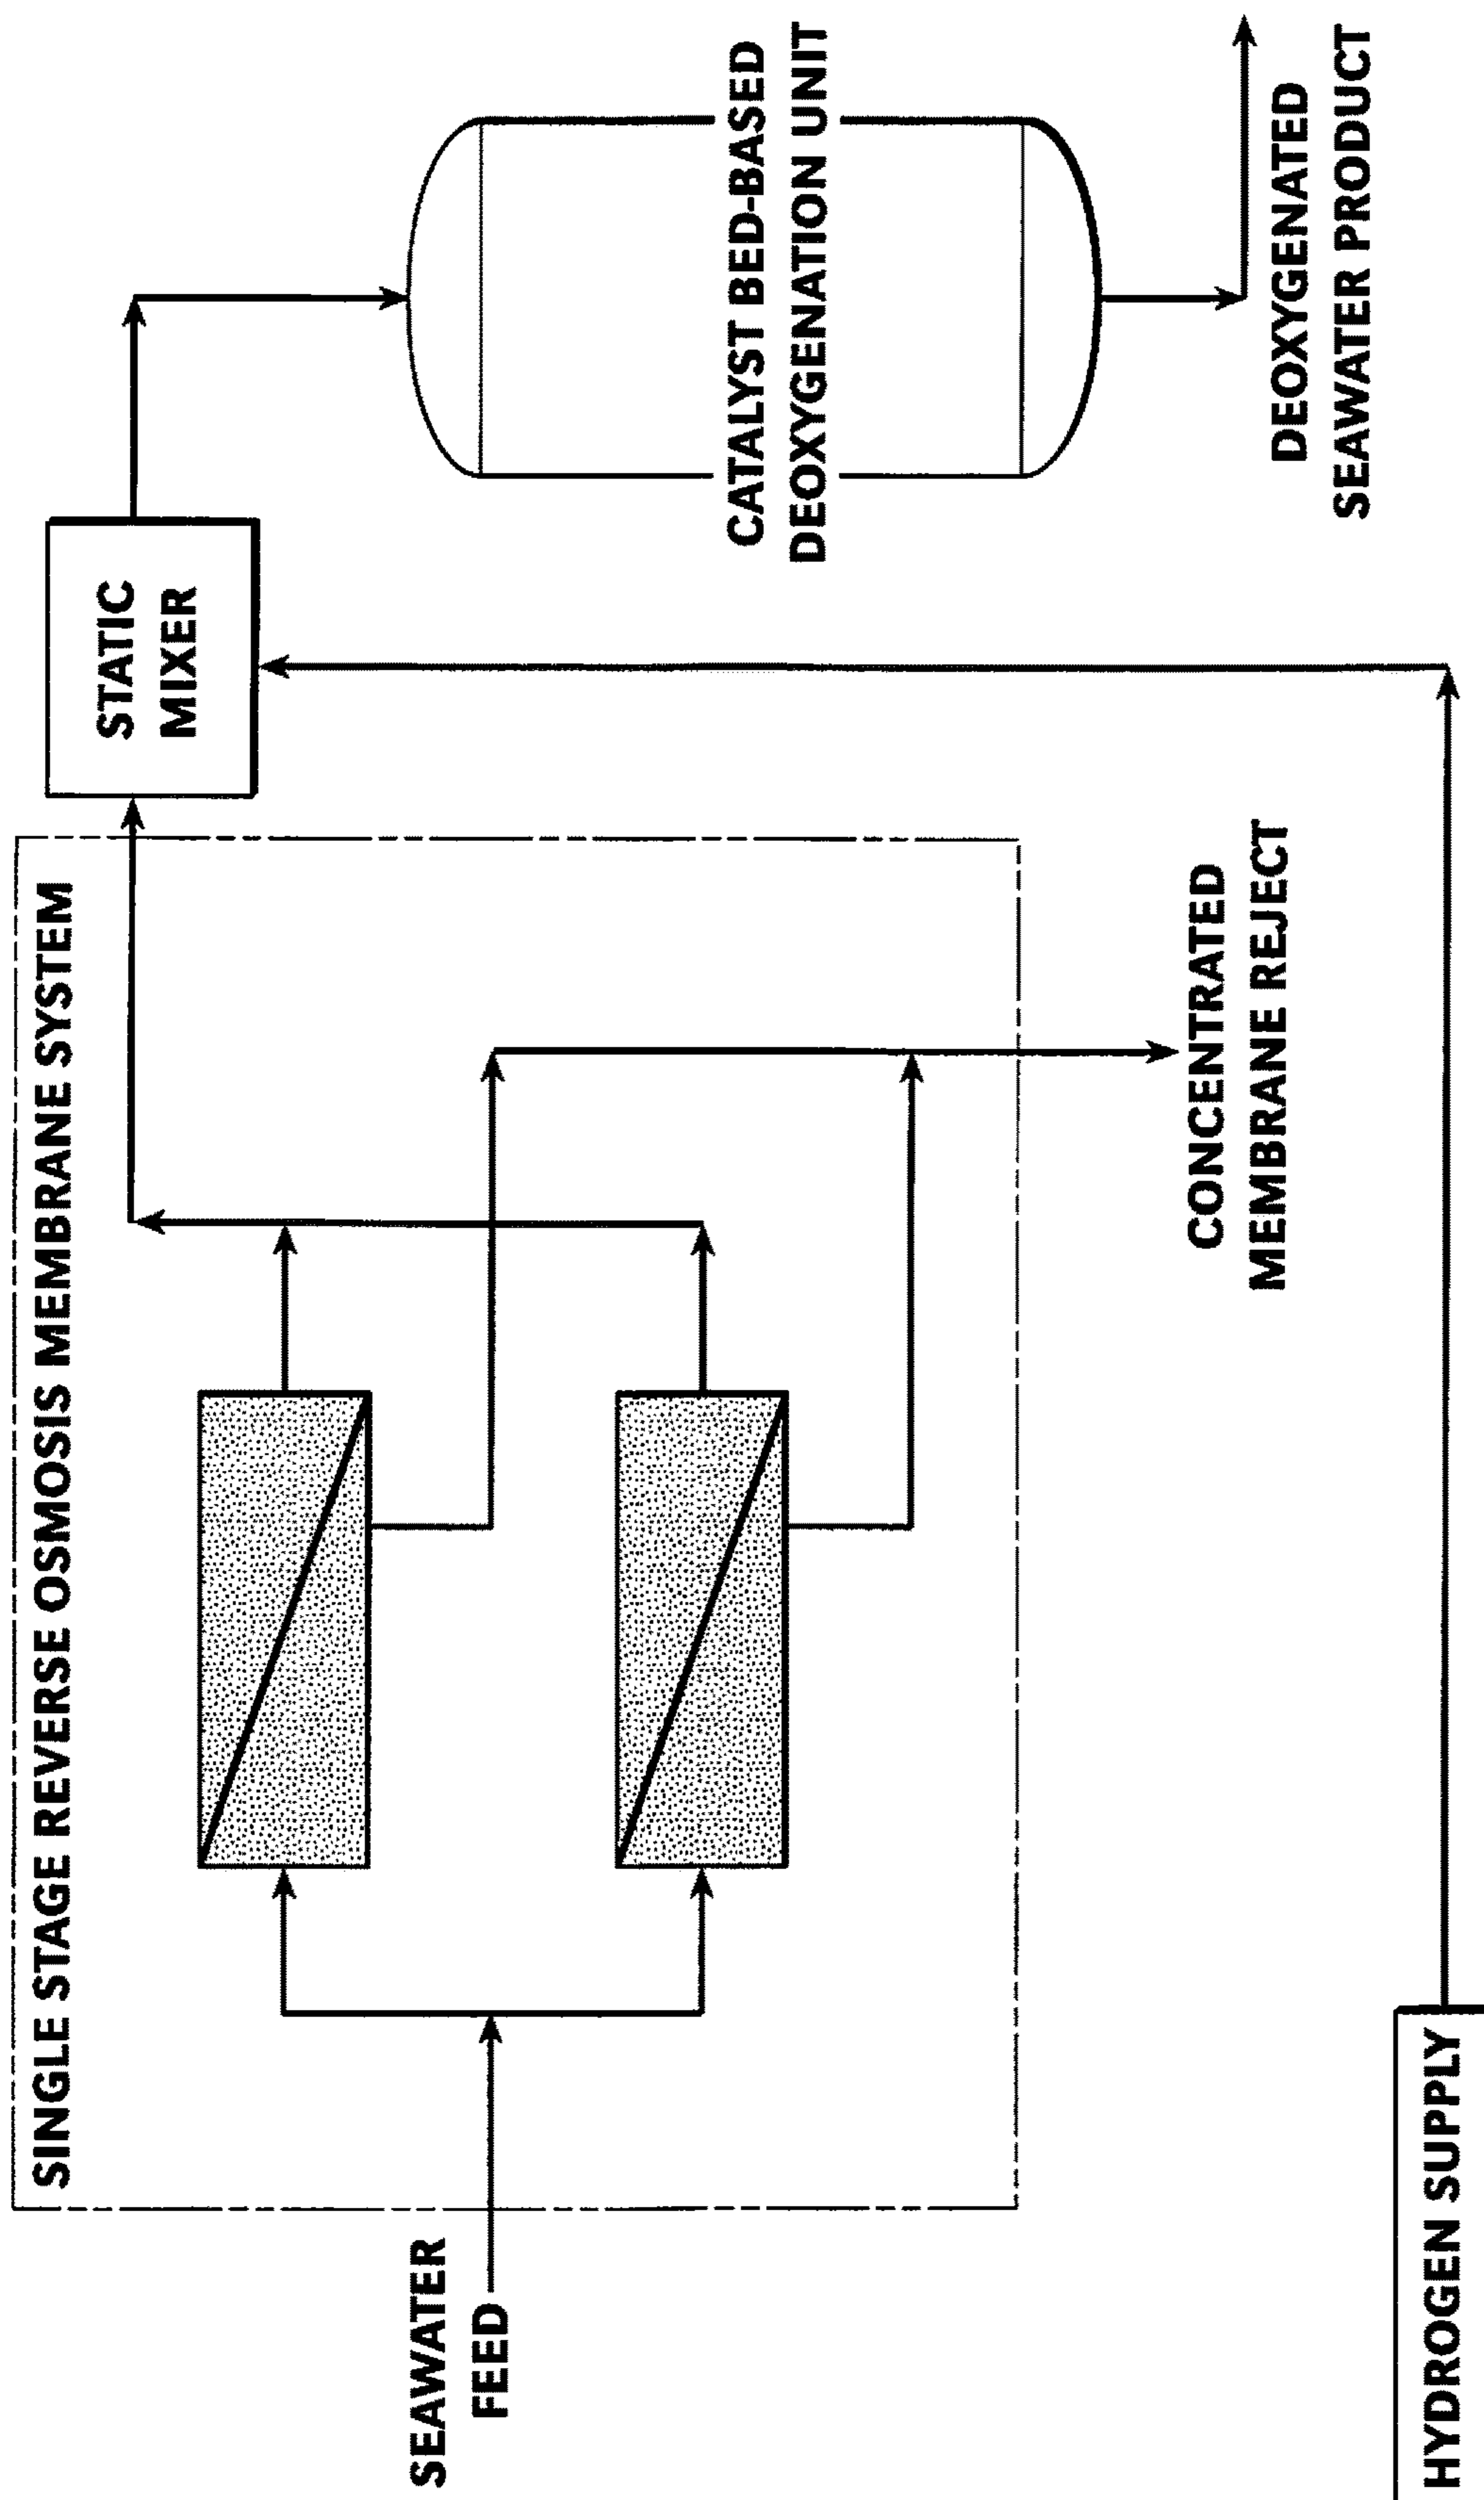 SINGLE STAGE REVERSE OSMOSIS MEMBRANE SYSTEM
STATIC
MIXER
SEAWATER
FEED
CATALYST BED-BASED
DEOXYGENATION UNIT
CONCENTRATED
MEMBRANE REJECT
DEOXYGENATED
SEAWATER PRODUCT
HYDROGEN SUPPLY